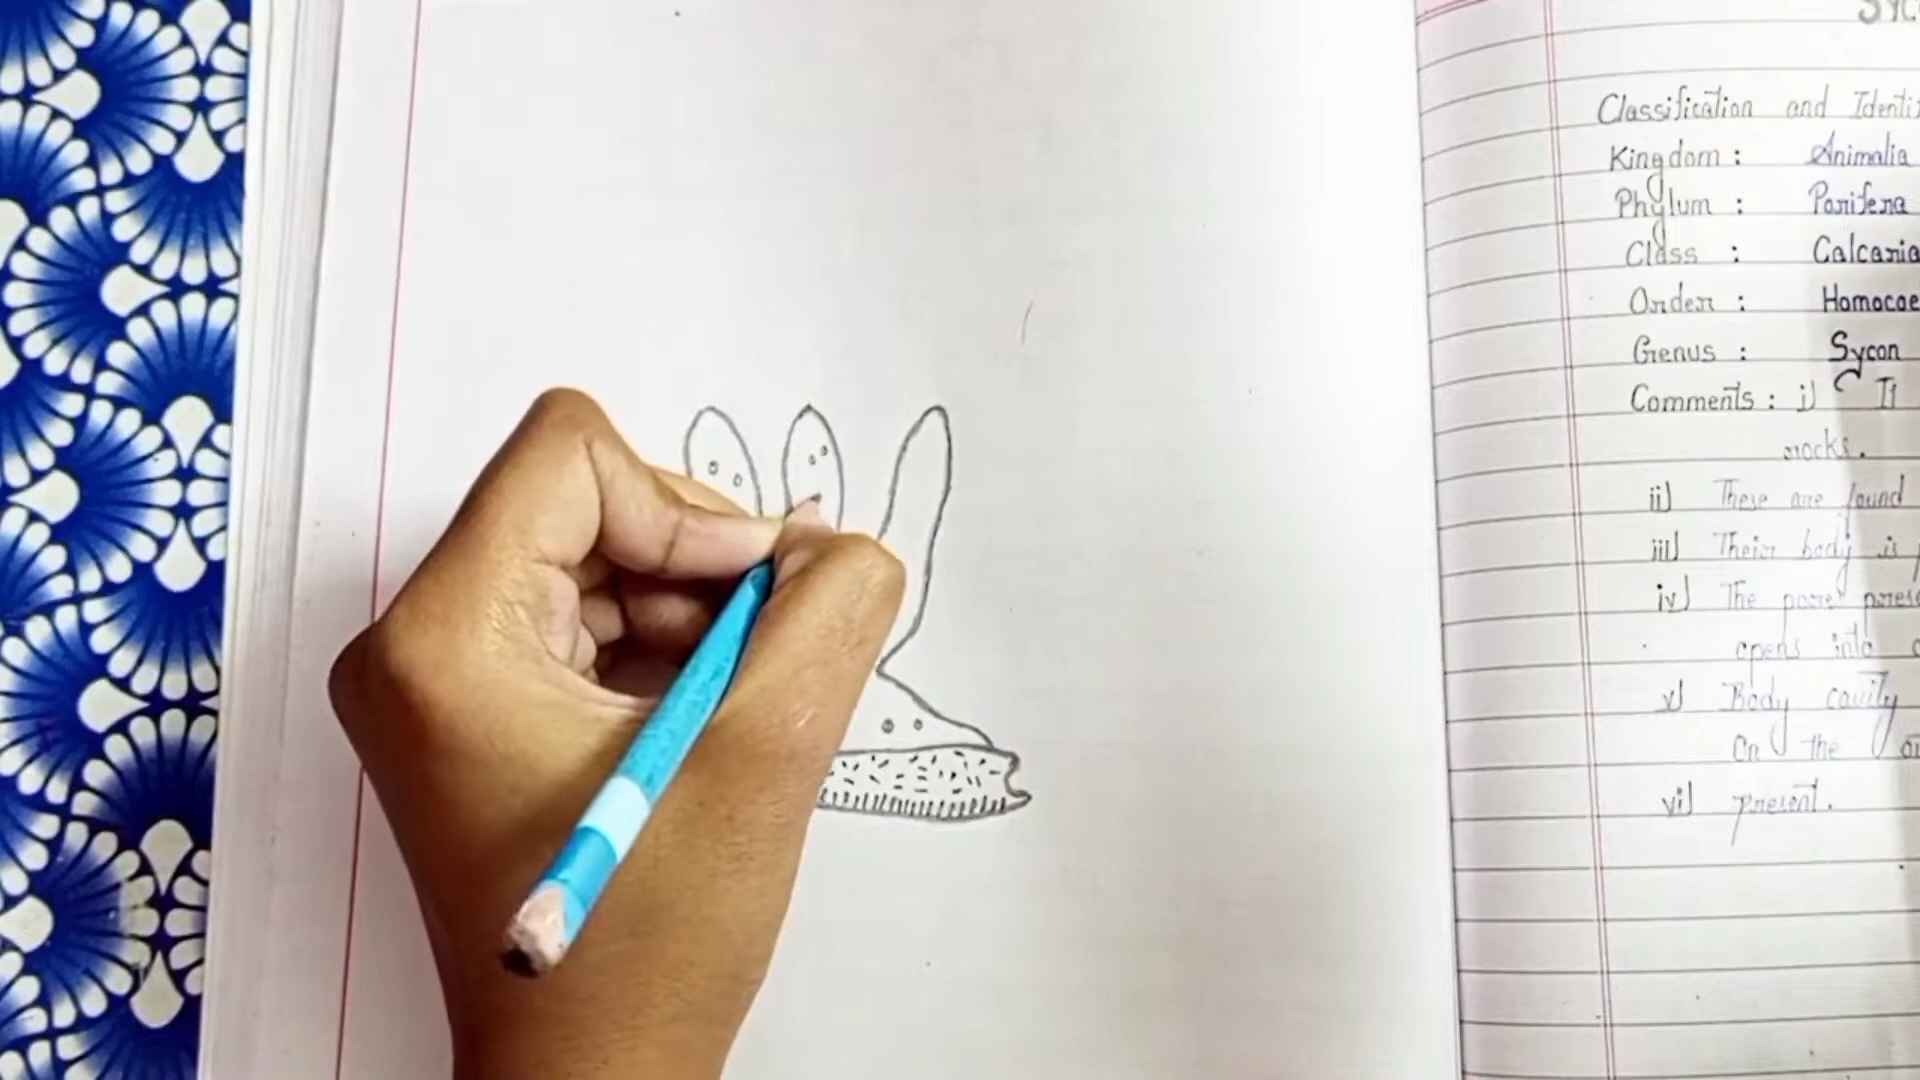 Syc
Classification and Identi
Kingdom : Animalia
Phylum : Porifera
Class : Calcaria
Order : Homocoe
Genus : Sycon
Comments : i) It
rocks.
ii) These are found
iii) Their body is
iv) The pores prese
opens into
v) Body cavity
On the
vi) present.